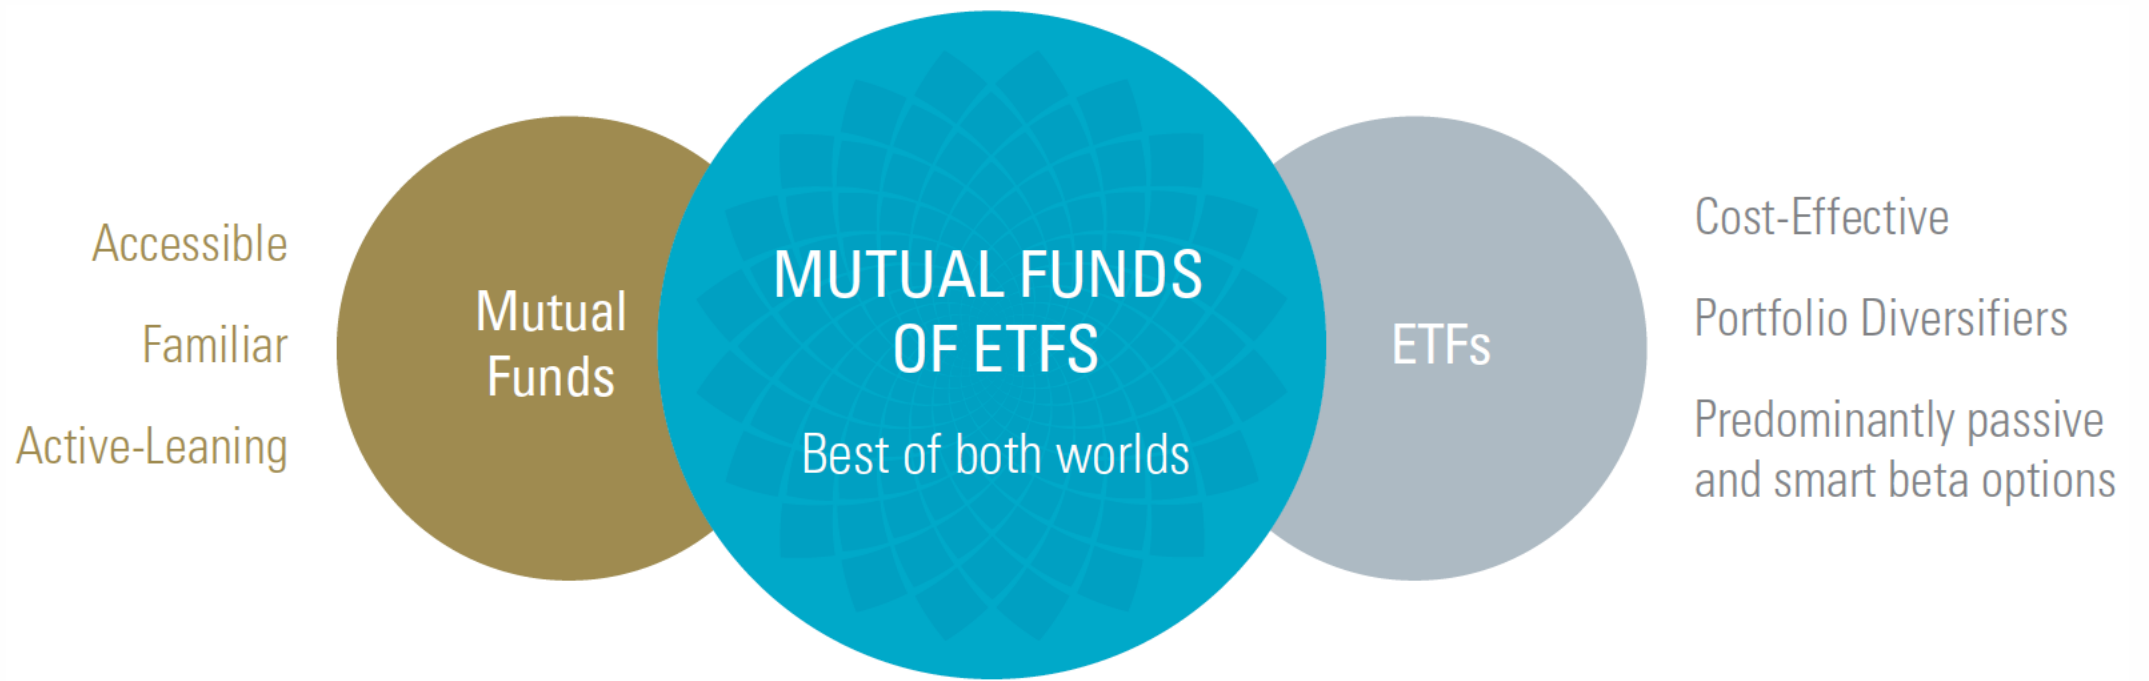 Accessible
Familiar
Active-Leaning
Mutual
Funds
MUTUAL FUNDS
OF ETFS
Best of both worlds
ETFs
Cost-Effective
Portfolio Diversifiers
Predominantly passive
and smart beta options